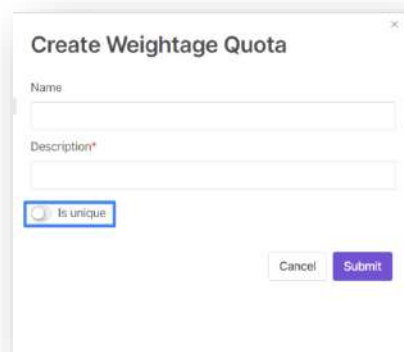 ×
Create Weightage Quota
Name
Description*
Is unique
Cancel Submit